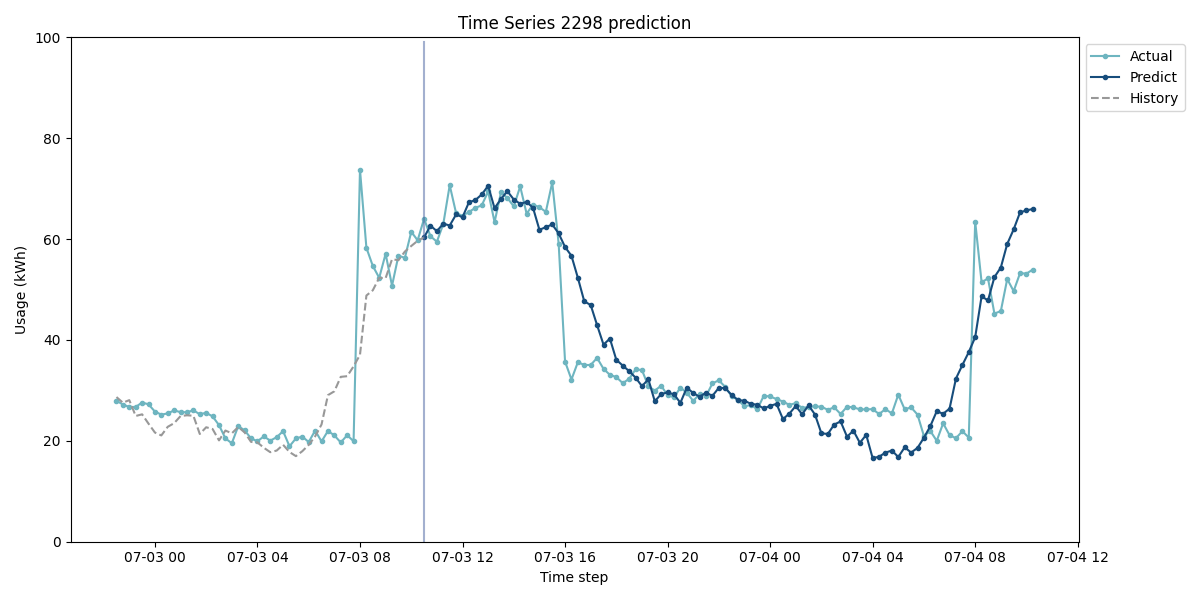 Time Series 2298 prediction
Usage (kWh)
100
80
60
40
20
0
07-03 00
07-03 04
07-03 08
07-03 12
07-03 16
07-03 20
07-04 00
07-04 04
07-04 08
07-04 12
Time step
Actual
Predict
History